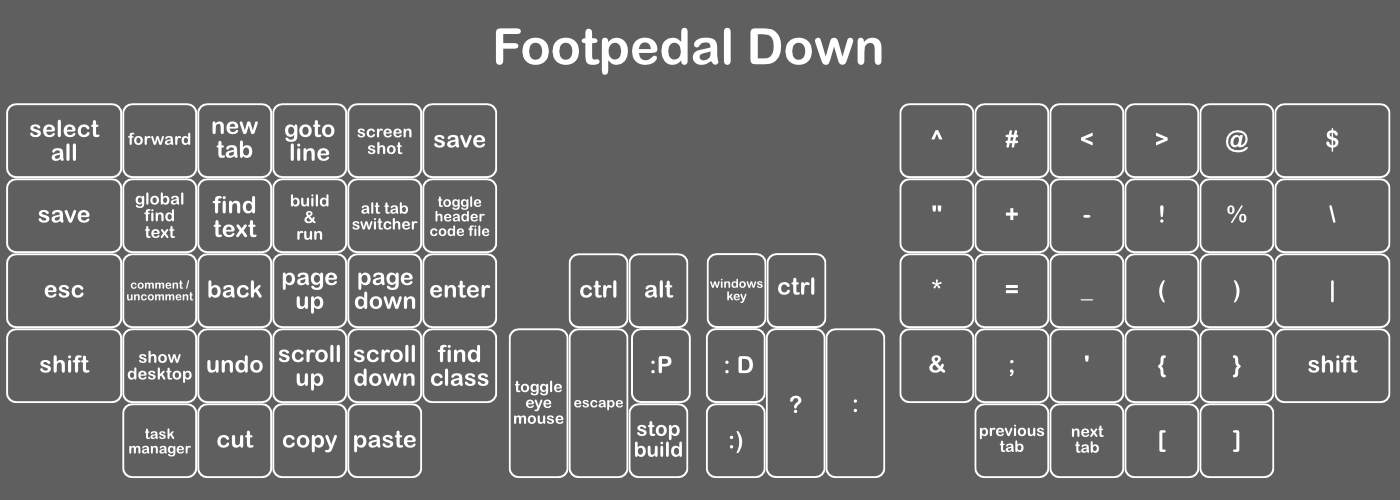 Footpedal Down
select
all
forward
new
tab
goto
line
screen
shot
save
^
#
<
>
@
$
save
global
find
text
find
text
build
&
run
alt tab
switcher
toggle
header
code file
"
+
-
!
%
\
esc
comment /
uncomment
back
page
up
page
down
enter
ctrl
alt
windows
key
ctrl
*
=
_
(
)
|
shift
show
desktop
undo
scroll
up
scroll
down
find
class
toggle
eye
mouse
escape
:P
: D
?
:
&
;
'
{
}
shift
task
manager
cut
copy
paste
stop
build
:)
previous
tab
next
tab
[
]